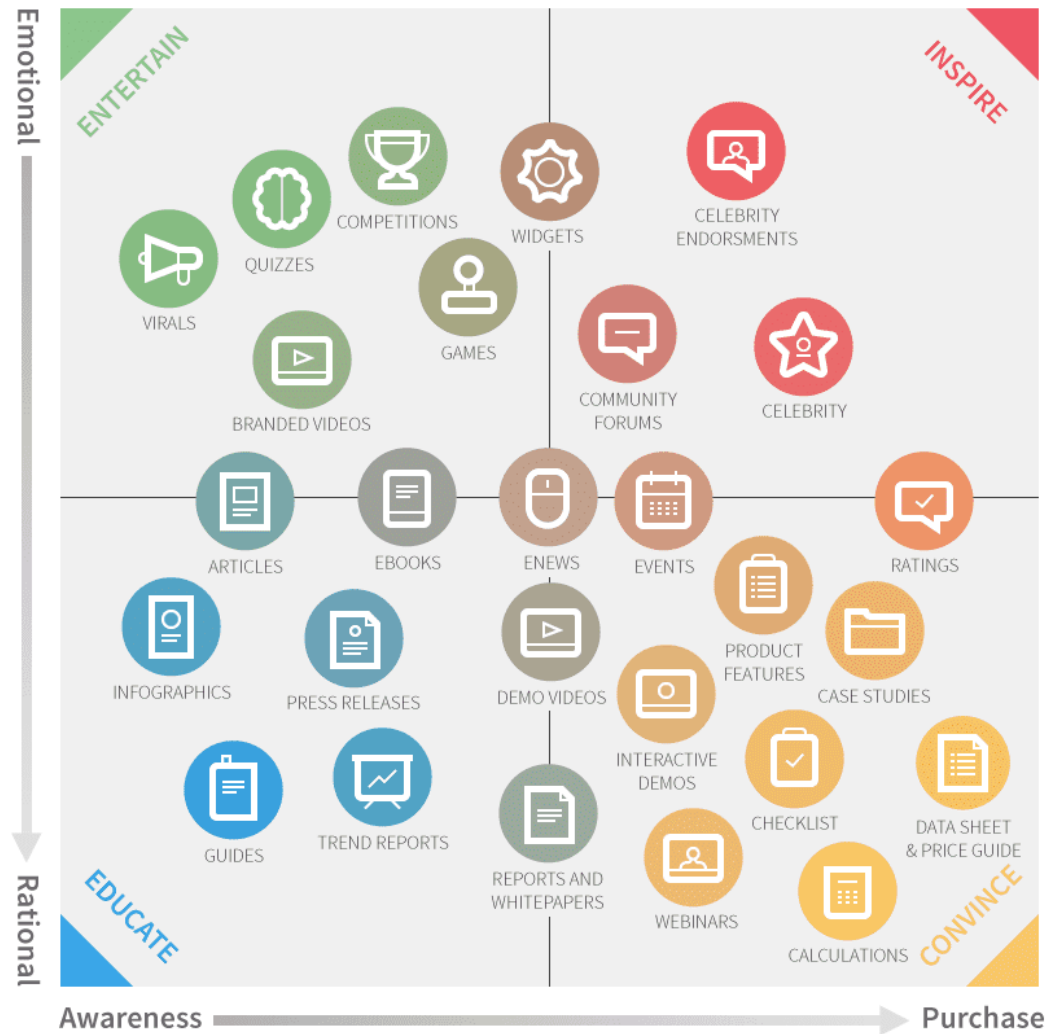 Emotional
ENTERTAIN
INSPIRE
COMPETITIONS
WIDGETS
CELEBRITY
ENDORSMENTS
QUIZZES
VIRALS
GAMES
BRANDED VIDEOS
COMMUNITY
FORUMS
CELEBRITY
ARTICLES
EBOOKS
ENEWS
EVENTS
RATINGS
INFOGRAPHICS
PRESS RELEASES
DEMO VIDEOS
PRODUCT
FEATURES
CASE STUDIES
INTERACTIVE
DEMOS
GUIDES
TREND REPORTS
CHECKLIST
DATA SHEET
& PRICE GUIDE
REPORTS AND
WHITEPAPERS
WEBINARS
CALCULATIONS
Rational
EDUCATE
CONVINCE
Awareness
Purchase